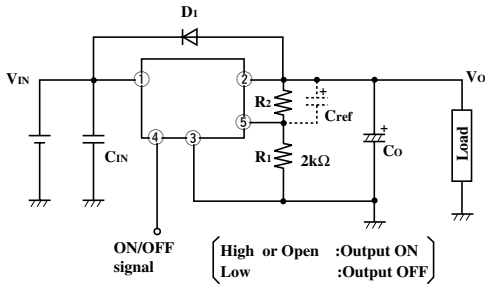 D1
VIN
1
2
VO
R2
Cref
+
5
4
3
CIN
R1
2kΩ
+
CO
Load
ON/OFF
signal
High or Open :Output ON
Low :Output OFF